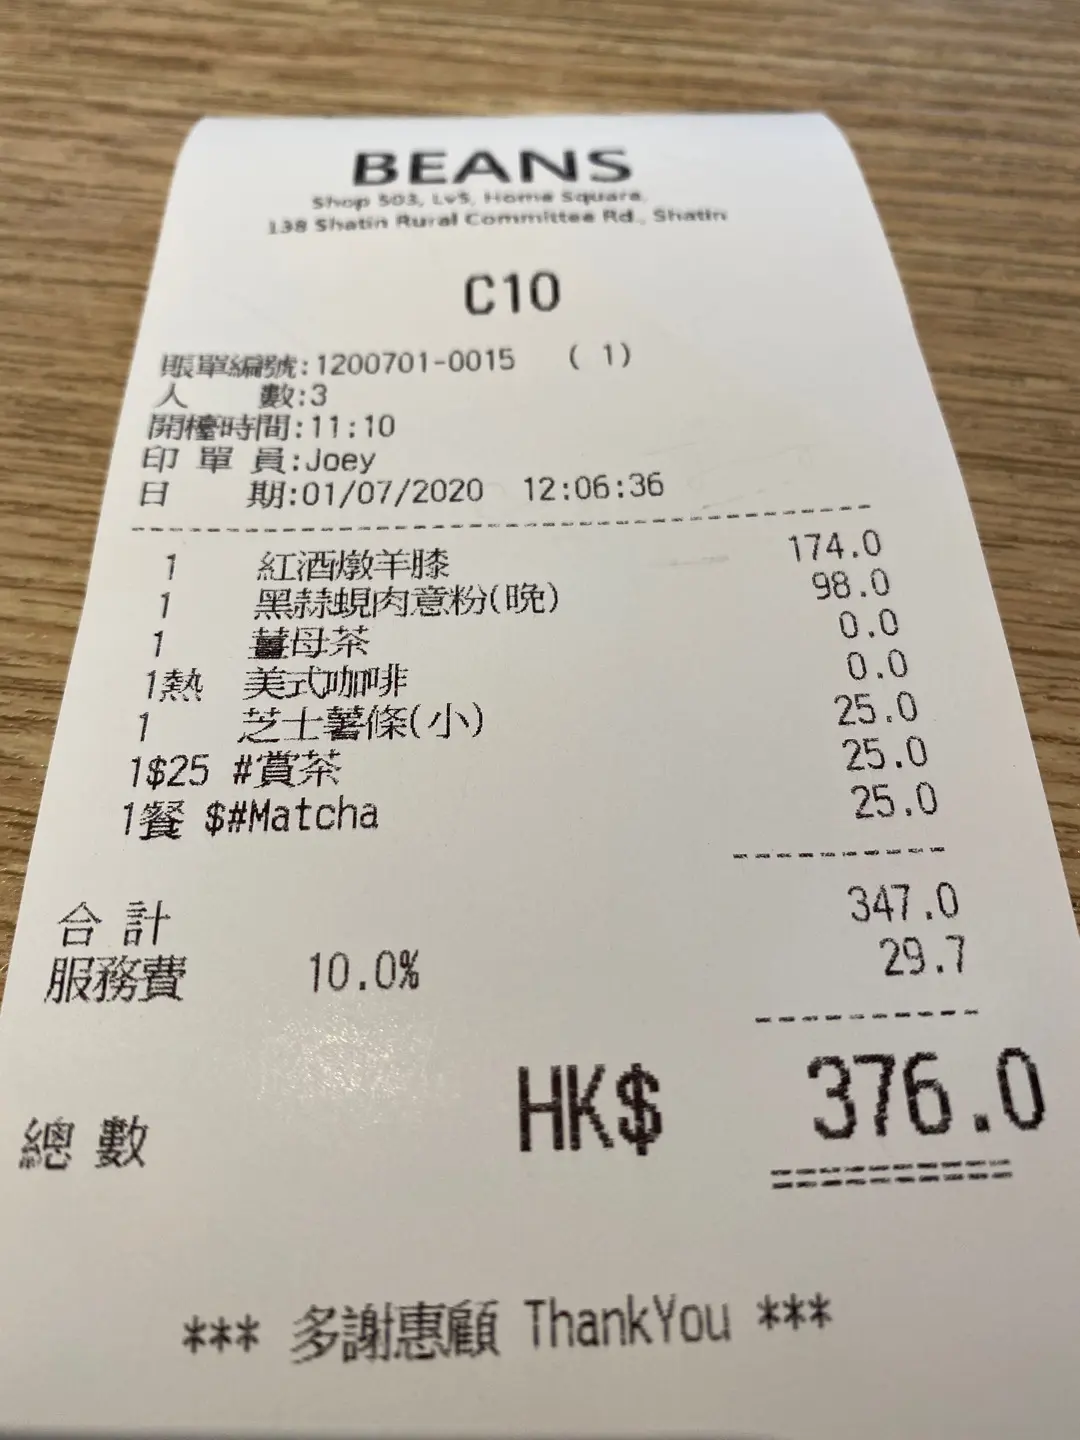 BEANS
Shop 503, Lv5, Home Square,
138 Shatin Rural Committee Rd., Shatin
C10
賬單編號:1200701-0015 ( 1)
人 數:3
開檯時間:11:10
印 單 員:Joey
日 期:01/07/2020 12:06:36
1 紅酒燉羊膝 174.0
1 黑蒜蜆肉意粉(晚) 98.0
1 薑母茶 0.0
1熱 美式咖啡 0.0
1 芝士薯條(小) 25.0
1$25 #賞茶 25.0
1餐 $#Matcha 25.0
合 計 347.0
服務費 10.0% 29.7
總 數 HK$ 376.0
*** 多謝惠顧 ThankYou ***